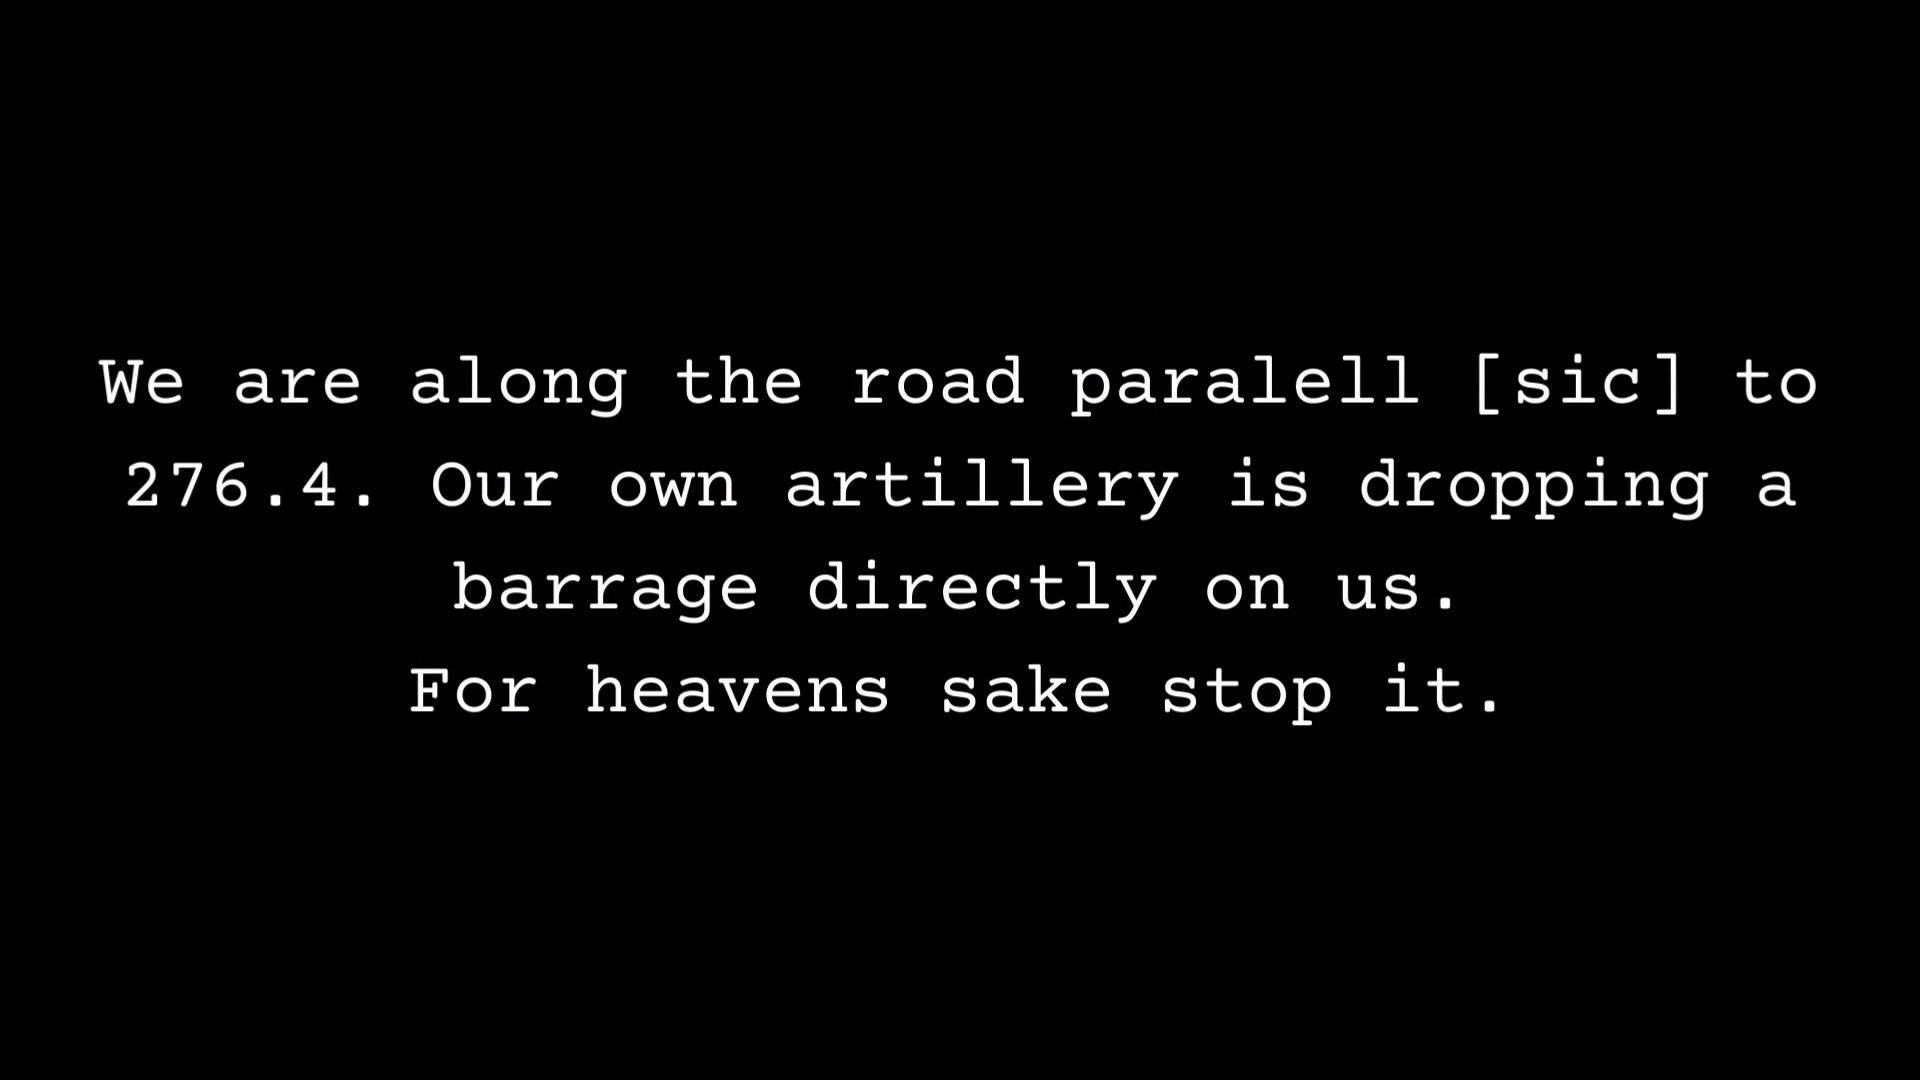 We are along the road paralell [sic] to
276.4. Our own artillery is dropping a
barrage directly on us.
For heavens sake stop it.